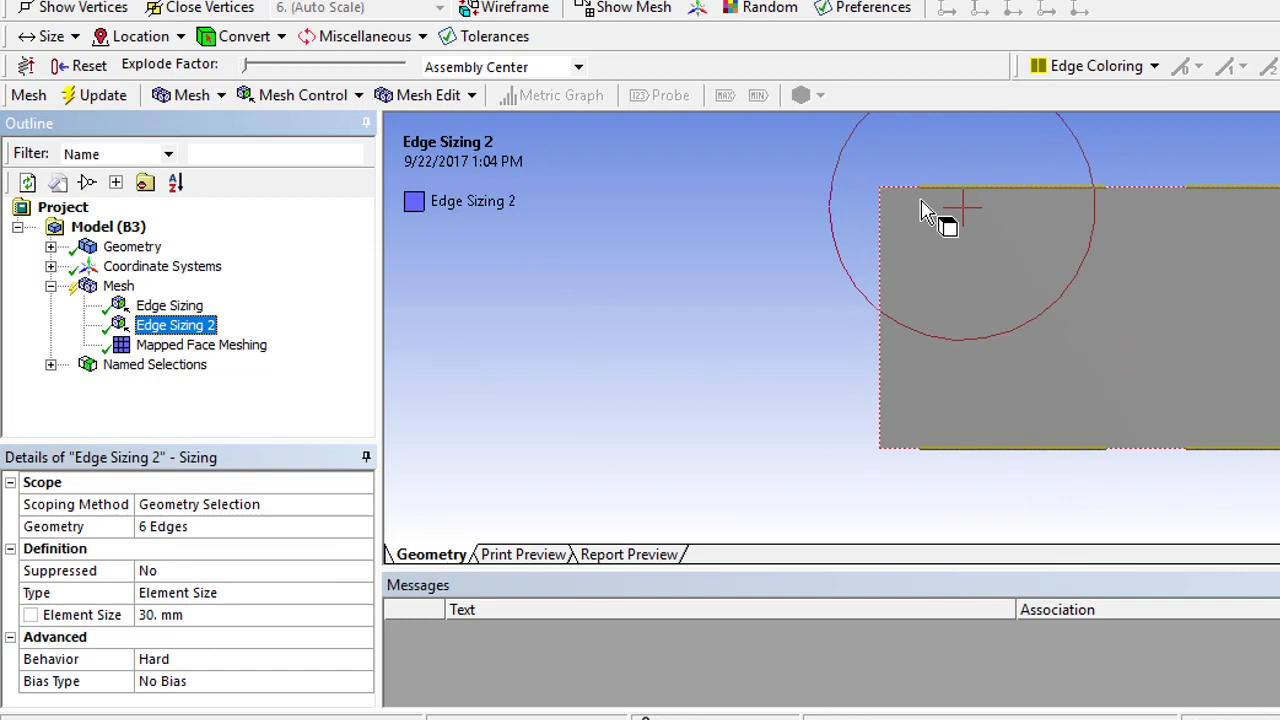 Show Vertices Close Vertices 6. (Auto Scale) Wireframe Show Mesh Random Preferences
Size Location Convert Miscellaneous Tolerances
Reset Explode Factor: Assembly Center Edge Coloring
Mesh Update Mesh Mesh Control Mesh Edit Metric Graph Probe MAX MIN
Outline
Filter: Name
Project
Model (B3)
Geometry
Coordinate Systems
Mesh
Edge Sizing
Edge Sizing 2
Mapped Face Meshing
Named Selections
Details of "Edge Sizing 2" - Sizing
Scope
Scoping Method Geometry Selection
Geometry 6 Edges
Definition
Suppressed No
Type Element Size
Element Size 30. mm
Advanced
Behavior Hard
Bias Type No Bias
Edge Sizing 2
9/22/2017 1:04 PM
Edge Sizing 2
Geometry Print Preview Report Preview
Messages
Text Association